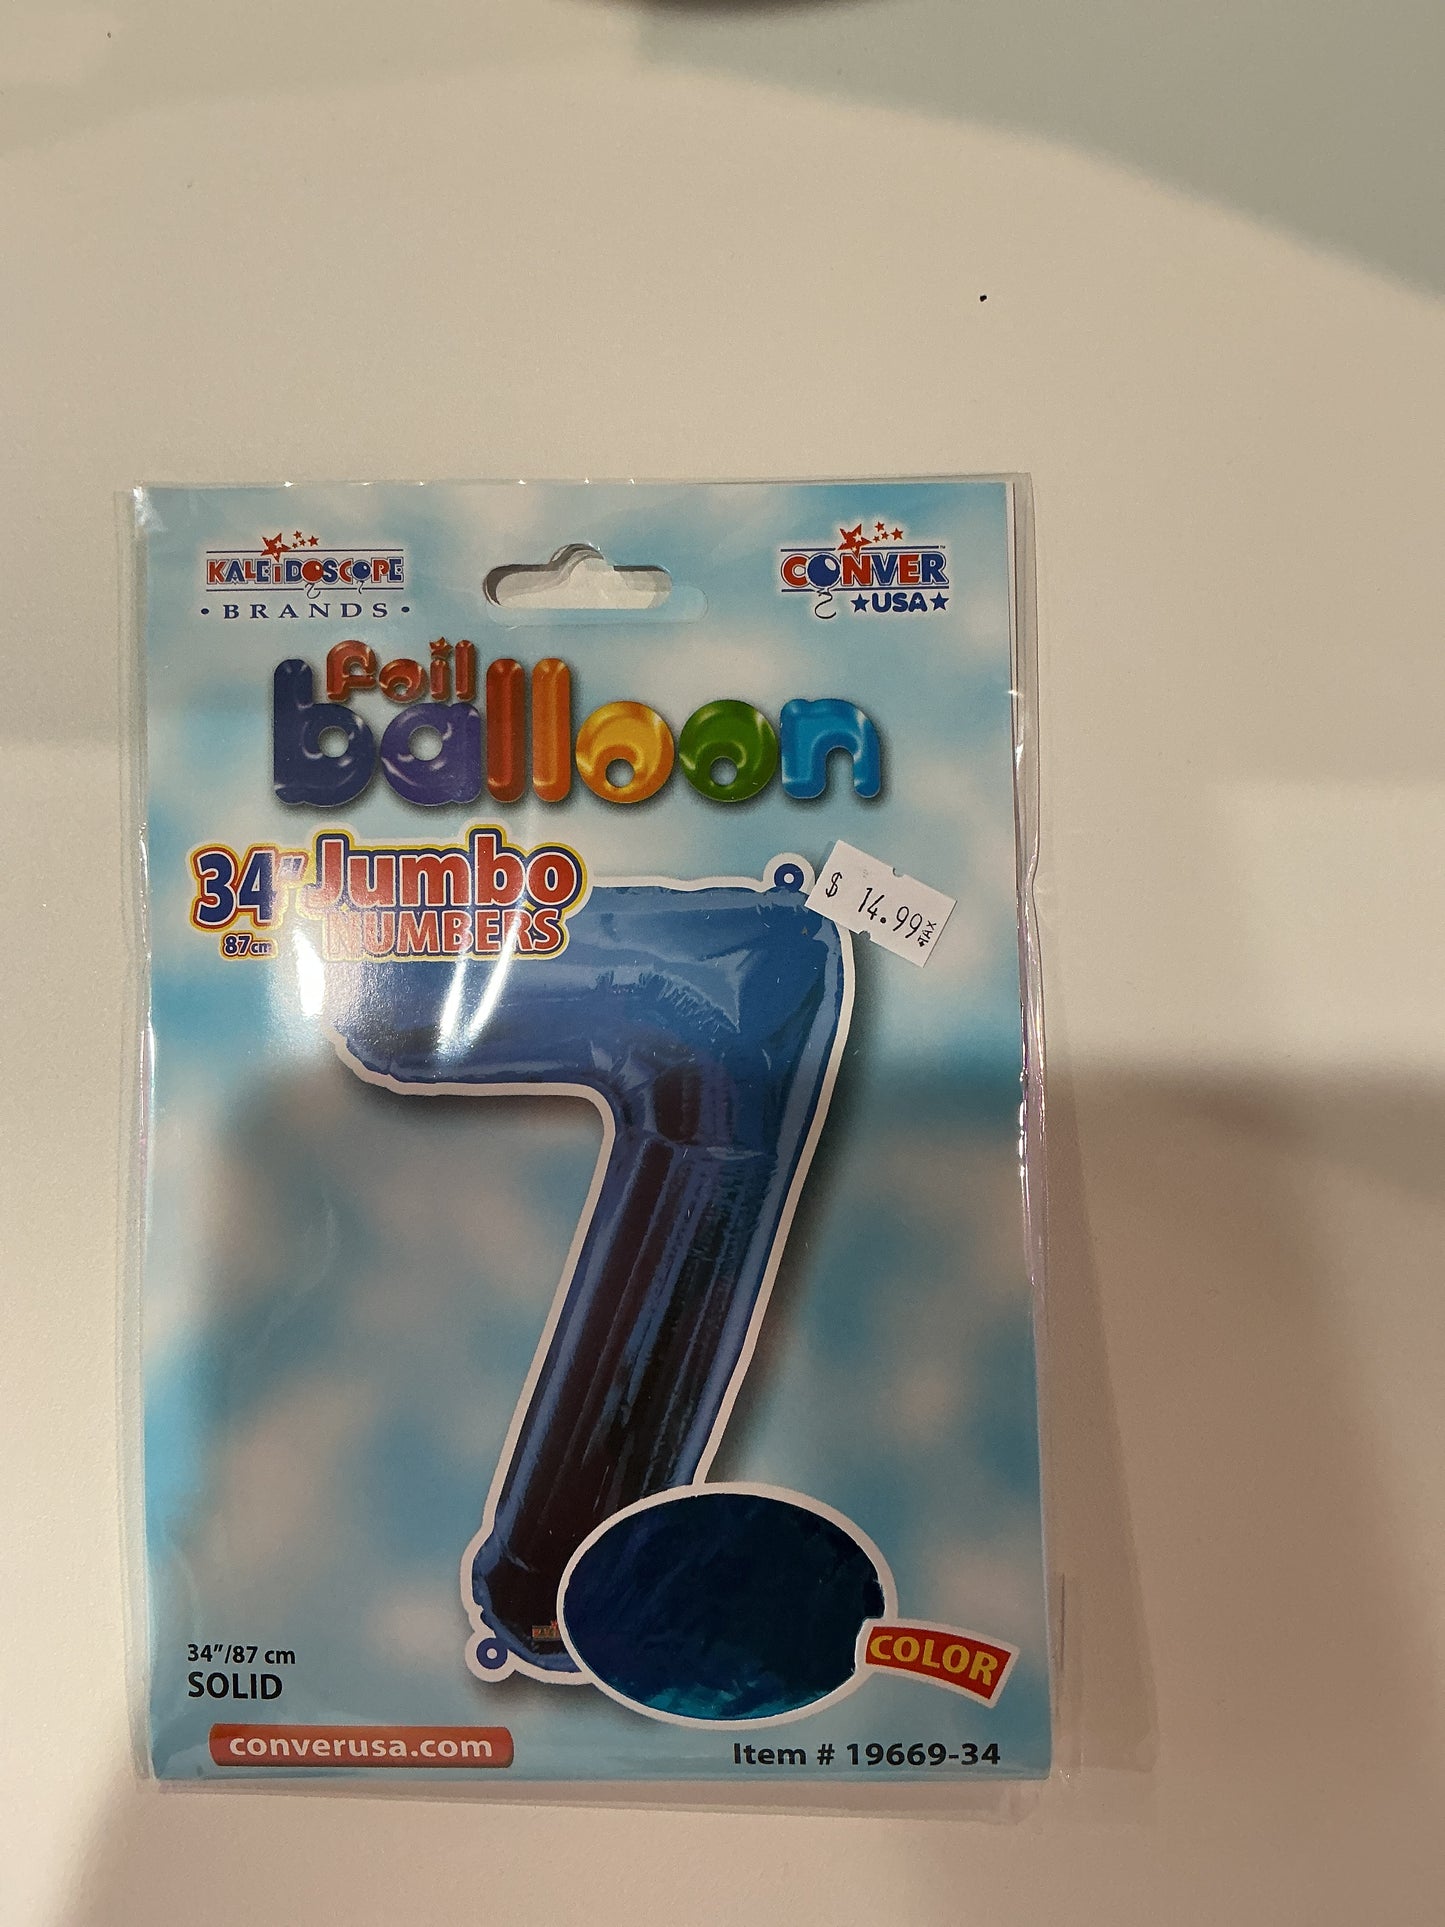 KALEIDOSCOPE
• BRANDS •
CONVER
★USA★
foil
balloon
34" Jumbo
87cm NUMBERS
$ 14.99
+TAX
7
34”/87 cm
SOLID
COLOR
converusa.com
Item # 19669-34